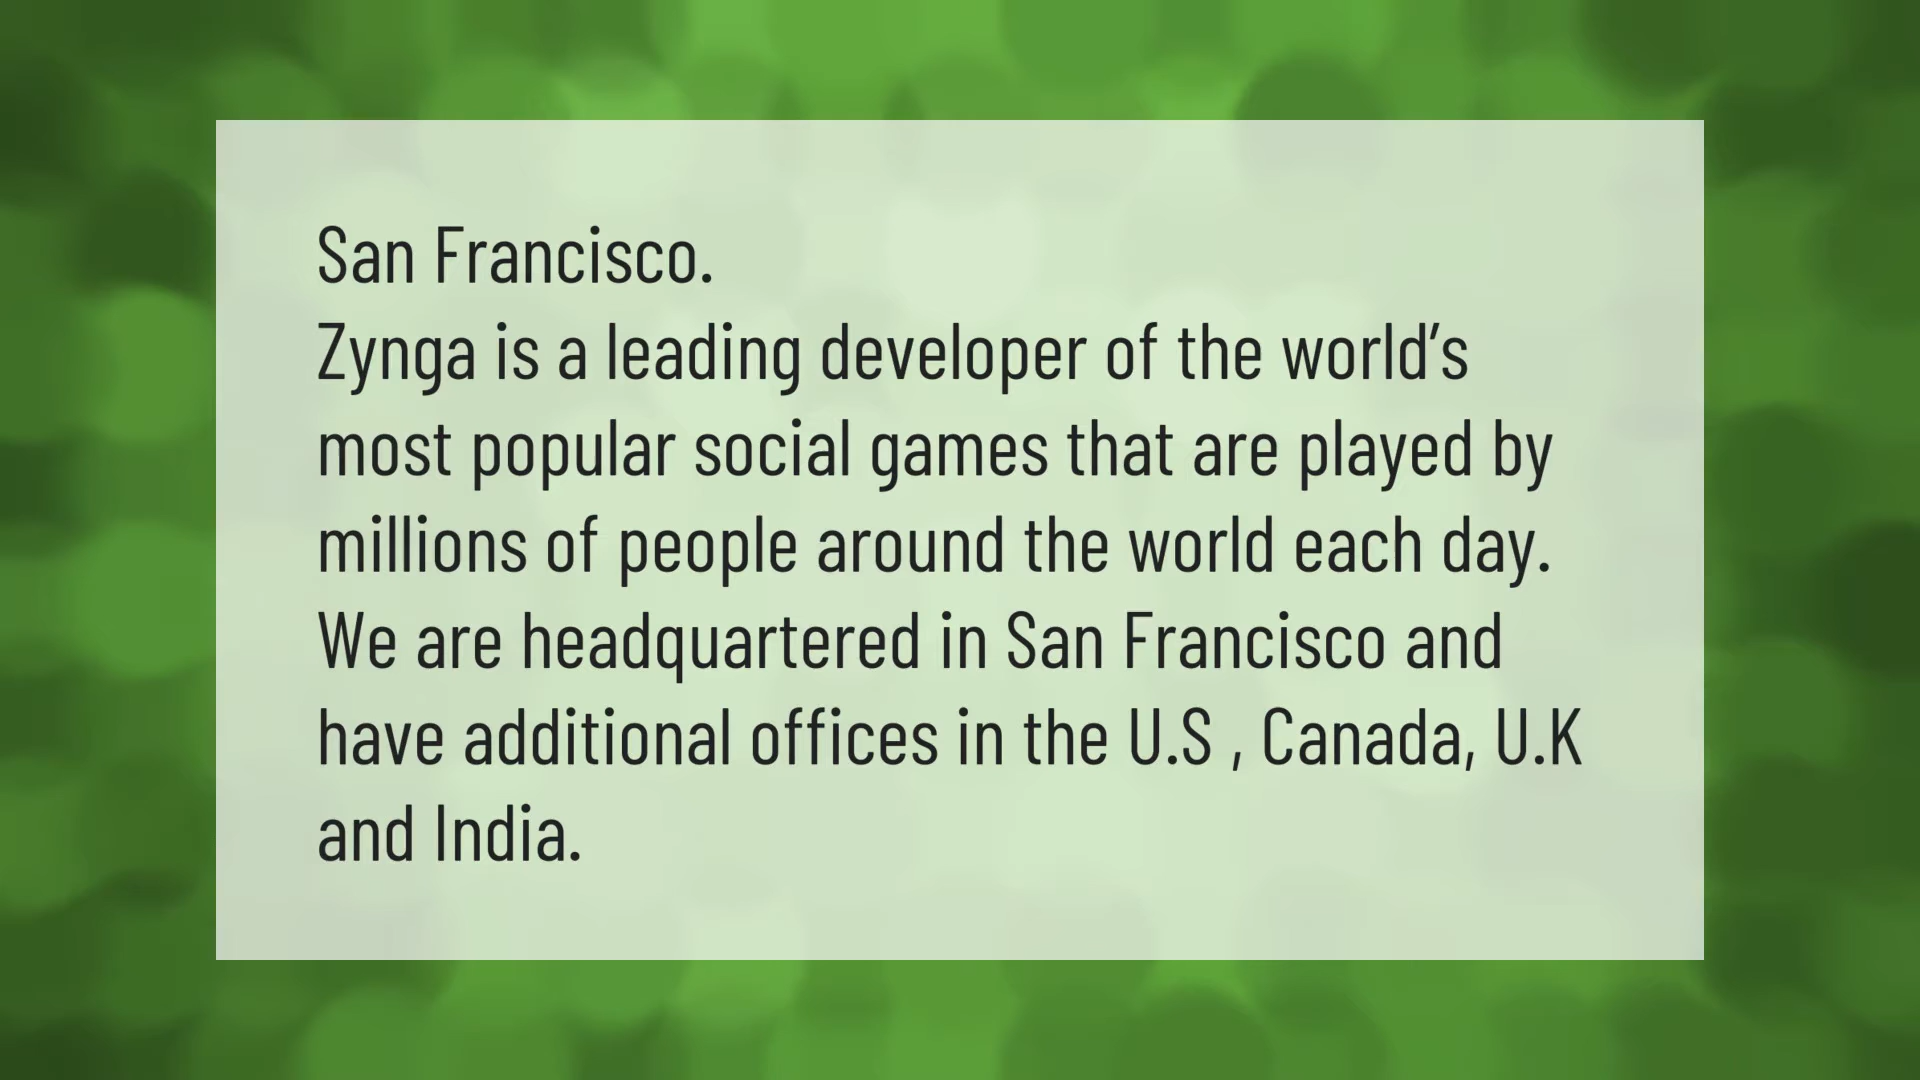 San Francisco.
Zynga is a leading developer of the world’s
most popular social games that are played by
millions of people around the world each day.
We are headquartered in San Francisco and
have additional offices in the U.S , Canada, U.K
and India.